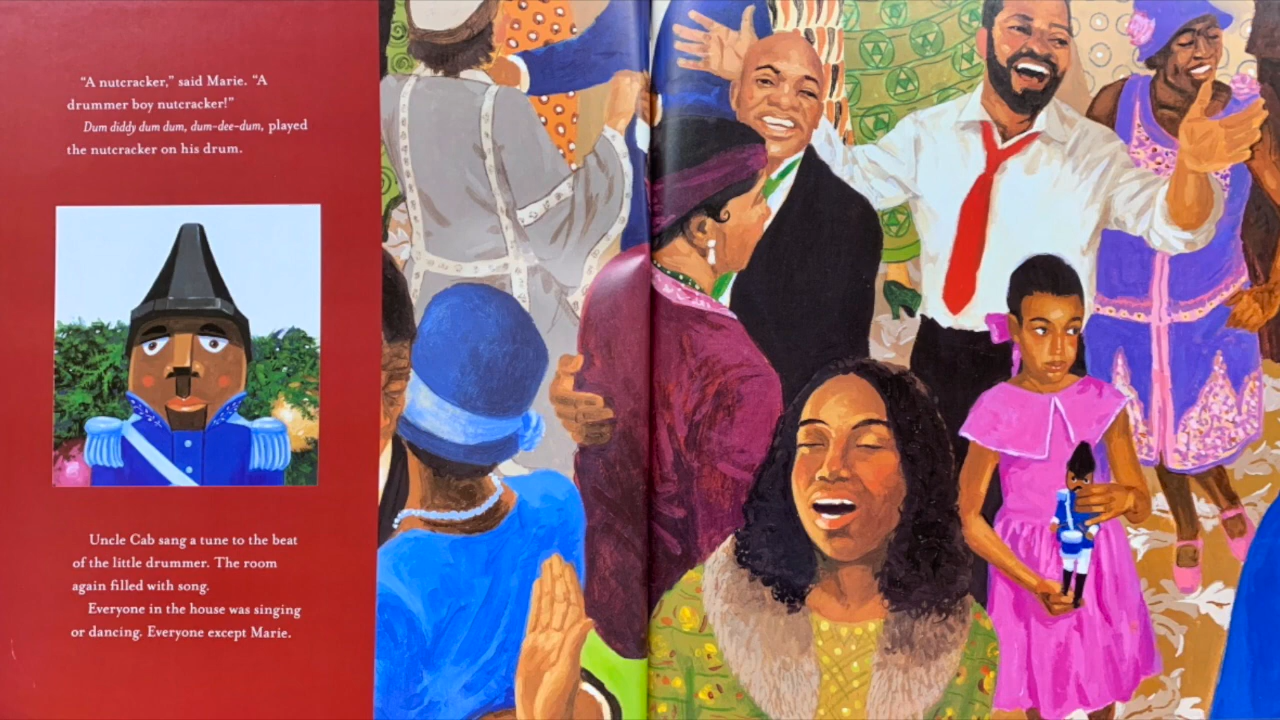 “A nutcracker,” said Marie. “A
drummer boy nutcracker!”
Dum diddy dum dum, dum-dee-dum, played
the nutcracker on his drum.
Uncle Cab sang a tune to the beat
of the little drummer. The room
again filled with song.
Everyone in the house was singing
or dancing. Everyone except Marie.